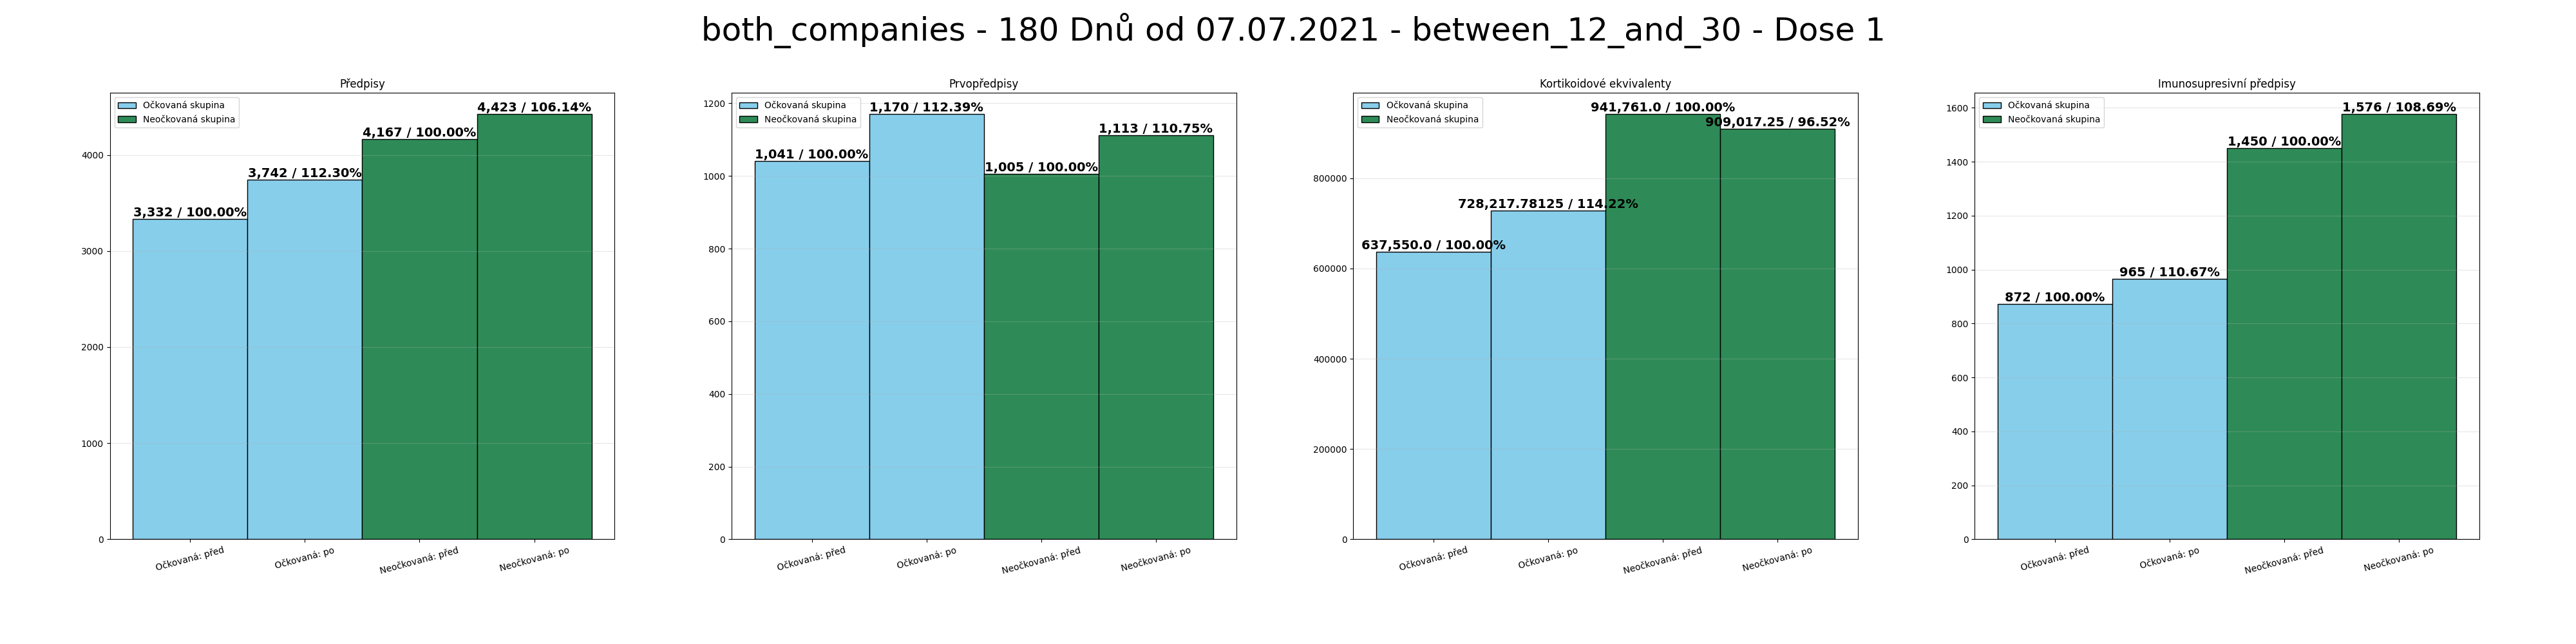 both_companies - 180 Dnů od 07.07.2021 - between_12_and_30 - Dose 1
Předpisy
Očkovaná skupina
Neočkovaná skupina
3,332 / 100.00%
3,742 / 112.30%
4,167 / 100.00%
4,423 / 106.14%
4000
3000
2000
1000
0
Očkovaná: před
Očkovaná: po
Neočkovaná: před
Neočkovaná: po
Prvopředpisy
Očkovaná skupina
Neočkovaná skupina
1,041 / 100.00%
1,170 / 112.39%
1,005 / 100.00%
1,113 / 110.75%
1200
1000
800
600
400
200
0
Očkovaná: před
Očkovaná: po
Neočkovaná: před
Neočkovaná: po
Kortikoidové ekvivalenty
Očkovaná skupina
Neočkovaná skupina
637,550.0 / 100.00%
728,217.78125 / 114.22%
941,761.0 / 100.00%
909,017.25 / 96.52%
800000
600000
400000
200000
0
Očkovaná: před
Očkovaná: po
Neočkovaná: před
Neočkovaná: po
Imunosupresivní předpisy
Očkovaná skupina
Neočkovaná skupina
872 / 100.00%
965 / 110.67%
1,450 / 100.00%
1,576 / 108.69%
1600
1400
1200
1000
800
600
400
200
0
Očkovaná: před
Očkovaná: po
Neočkovaná: před
Neočkovaná: po